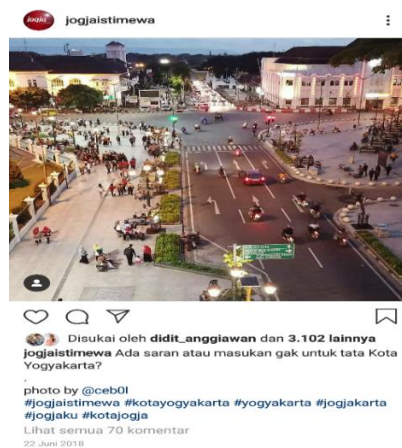 jogja
jogjaistimewa
Disukai oleh didit_anggiawan dan 3.102 lainnya
jogjaistimewa Ada saran atau masukan gak untuk tata Kota
Yogyakarta?
.
photo by @ceb0l
#jogjaistimewa #kotayogyakarta #yogyakarta #jogjakarta
#jogjaku #kotajogja
Lihat semua 70 komentar
22 Juni 2018